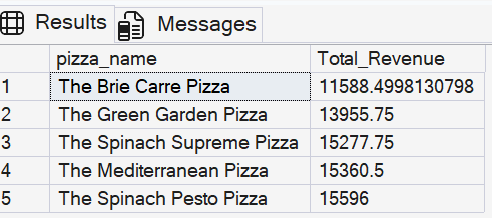 Results Messages
pizza_name Total_Revenue
1 The Brie Carre Pizza 11588.4998130798
2 The Green Garden Pizza 13955.75
3 The Spinach Supreme Pizza 15277.75
4 The Mediterranean Pizza 15360.5
5 The Spinach Pesto Pizza 15596